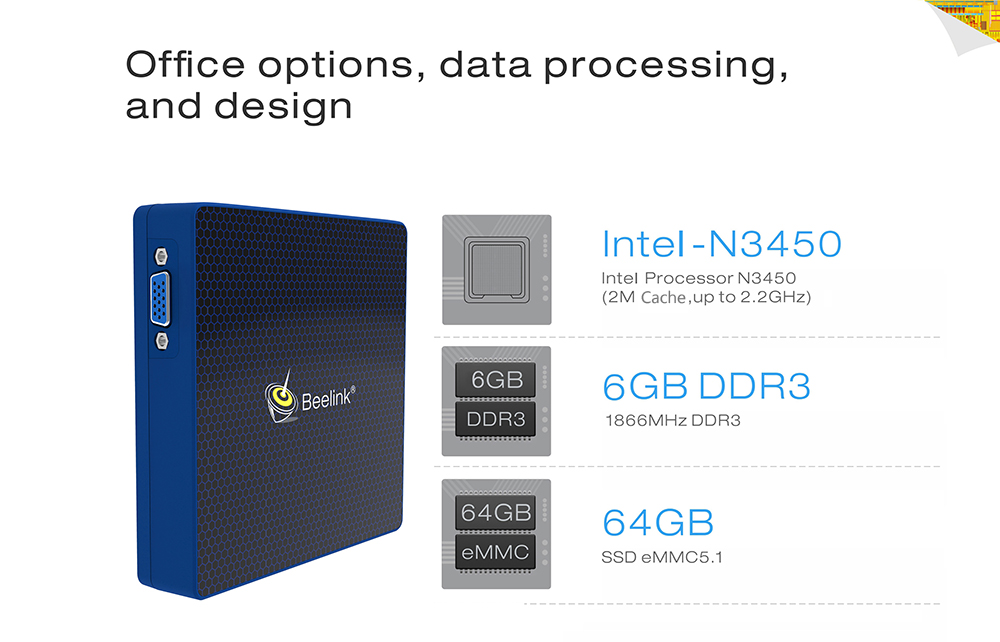 Office options, data processing,
and design
Beelink®
Intel-N3450
Intel Processor N3450
(2M Cache,up to 2.2GHz)
6GB
DDR3
6GB DDR3
1866MHz DDR3
64GB
eMMC
64GB
SSD eMMC5.1